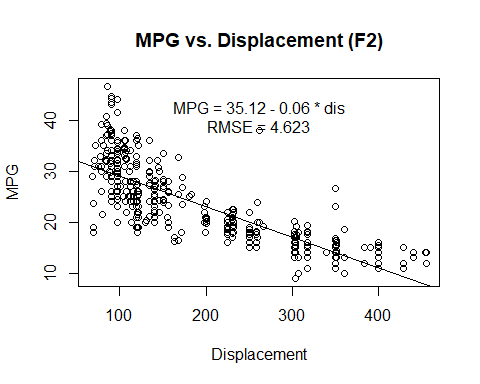 MPG vs. Displacement (F2)
MPG = 35.12 - 0.06 * dis
RMSE = 4.623
MPG
40
30
20
10
100 200 300 400
Displacement